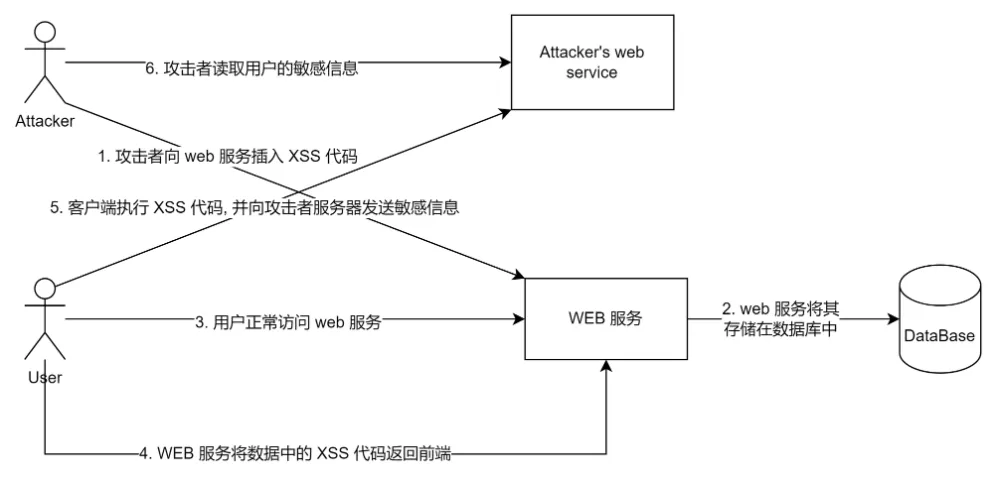 Attacker's web
service
6. 攻击者读取用户的敏感信息
Attacker
1. 攻击者向 web 服务插入 XSS 代码
5. 客户端执行 XSS 代码, 并向攻击者服务器发送敏感信息
WEB 服务
2. web 服务将其
存储在数据库中
3. 用户正常访问 web 服务
DataBase
User
4. WEB 服务将数据中的 XSS 代码返回前端